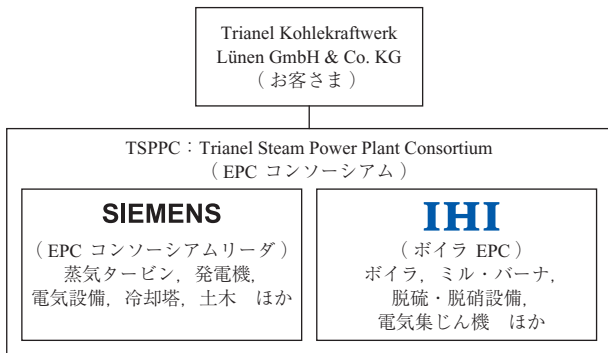 Trianel Kohlekraftwerk
Lünen GmbH & Co. KG
( お客さま )
TSPPC：Trianel Steam Power Plant Consortium
( EPC コンソーシアム )
SIEMENS
( EPC コンソーシアムリーダ )
蒸気タービン，発電機，
電気設備，冷却塔，土木　ほか
IHI
( ボイラ EPC )
ボイラ，ミル・バーナ，
脱硫・脱硝設備，
電気集じん機　ほか